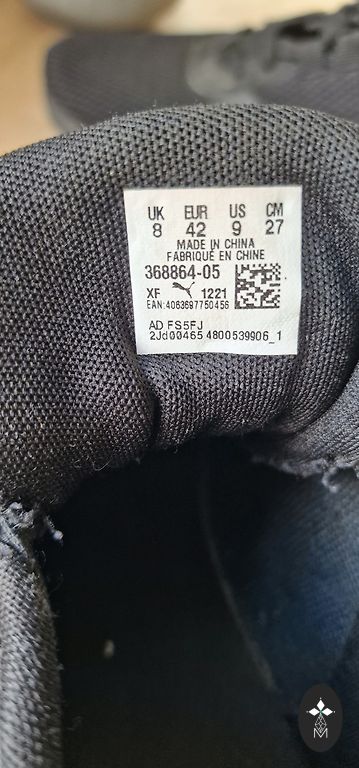 UK EUR US CM
8 42 9 27
MADE IN CHINA
FABRIQUÉ EN CHINE
368864-05
XF 1221
EAN:4063697750456
AD FS5FJ
2Jd00465 4800539906_1
M